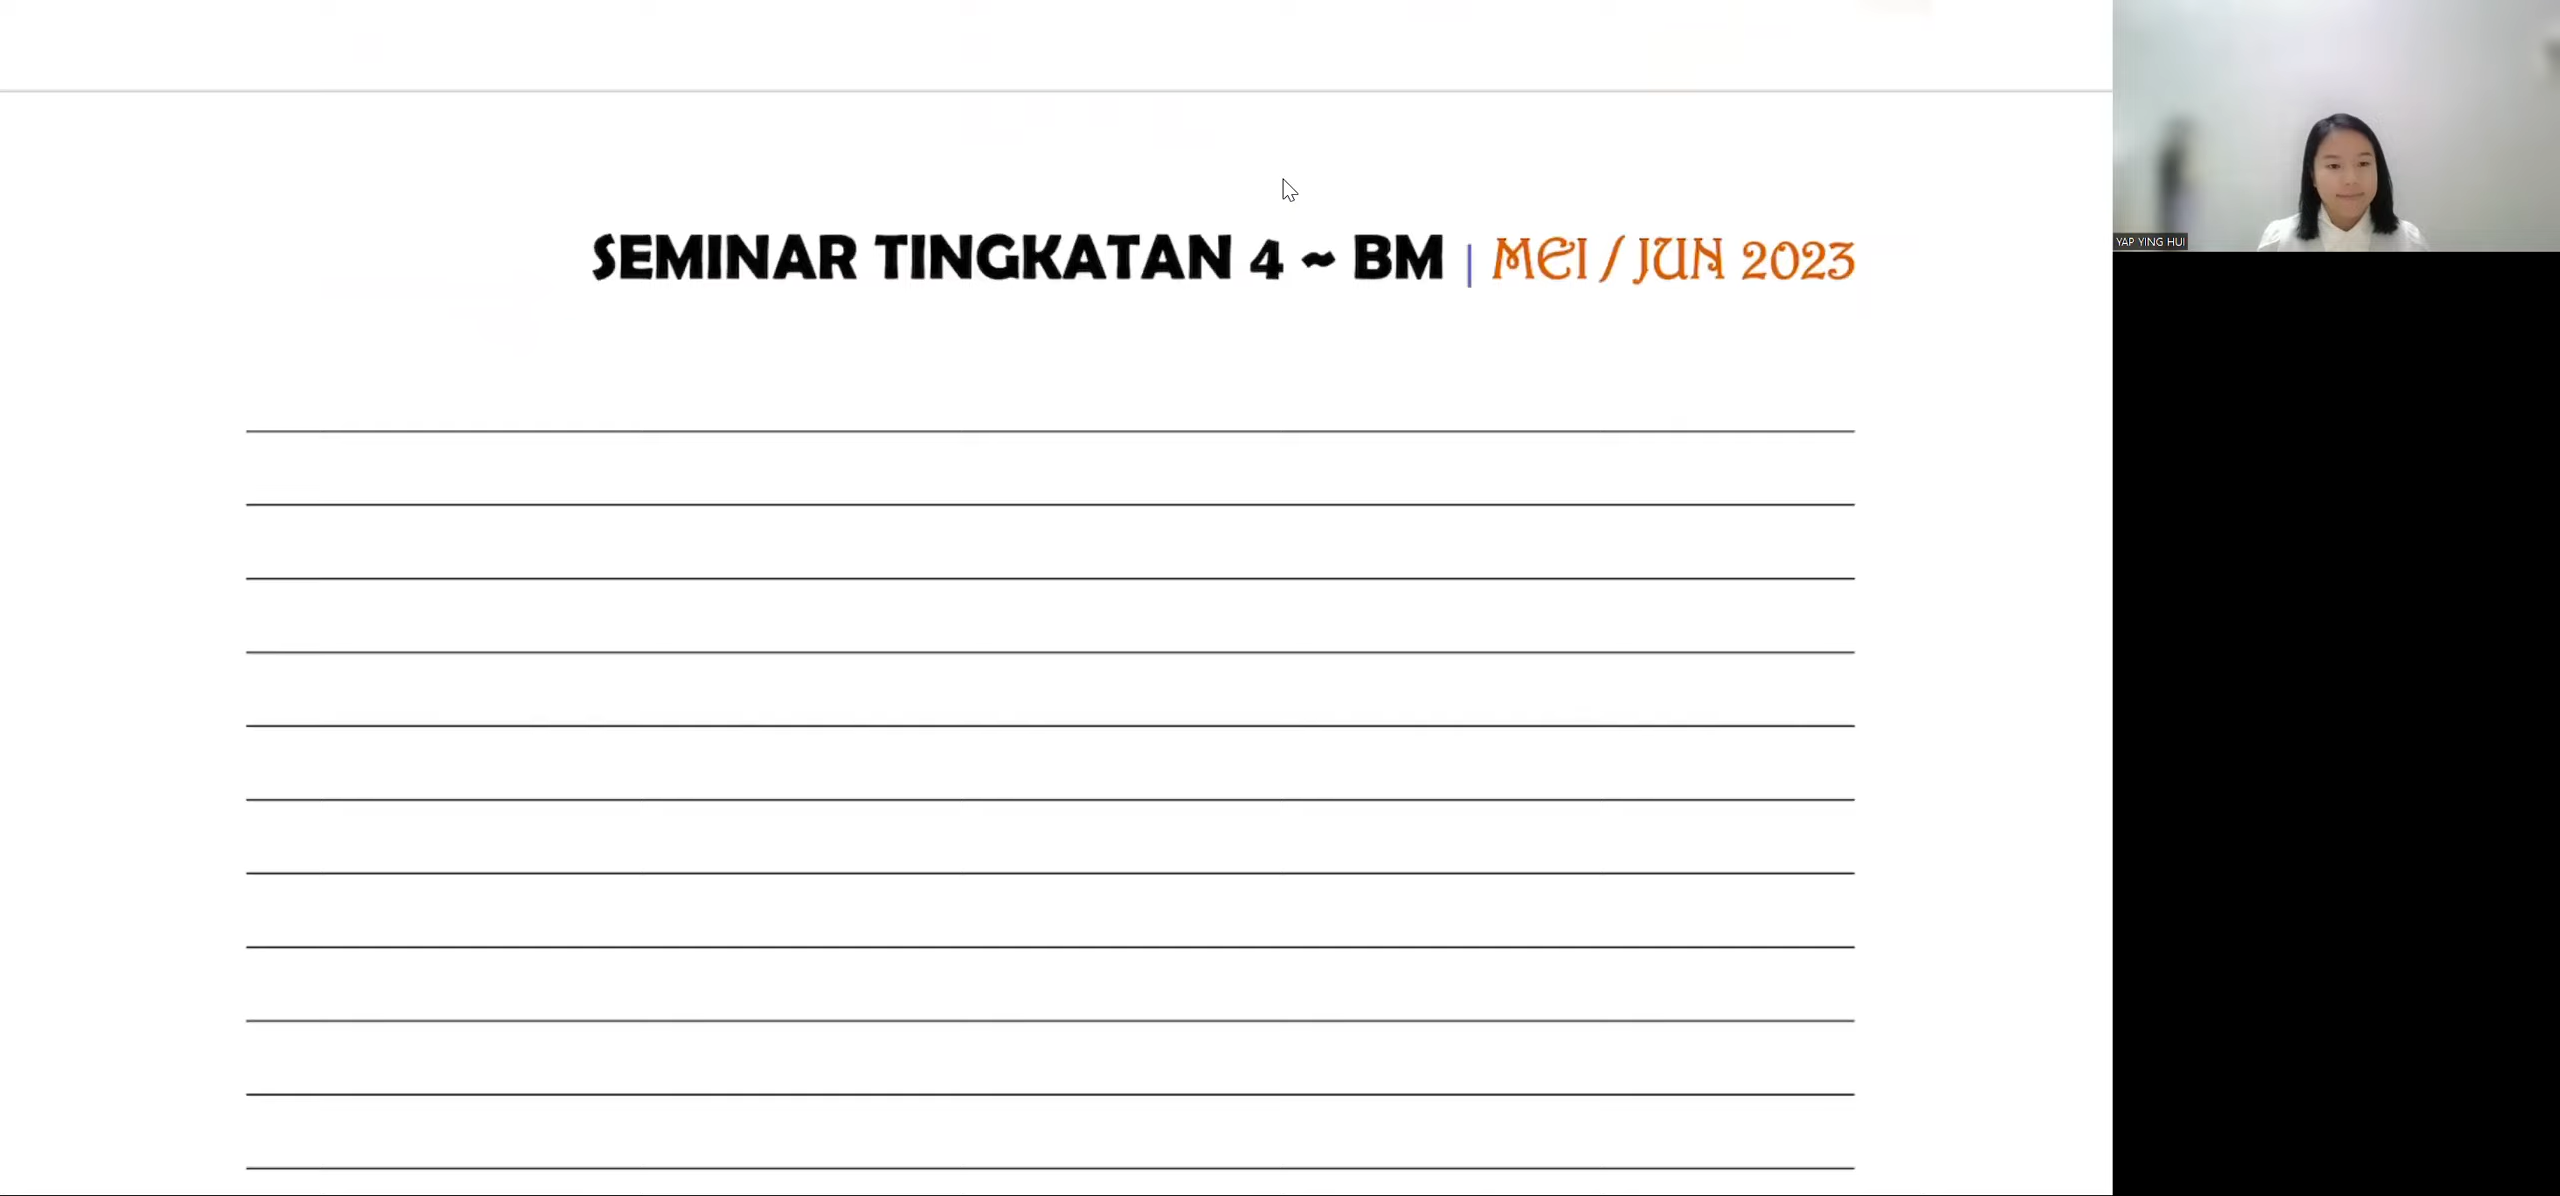 SEMINAR TINGKATAN 4 ~ BM | MEI / JUN 2023
YAP YING HUI